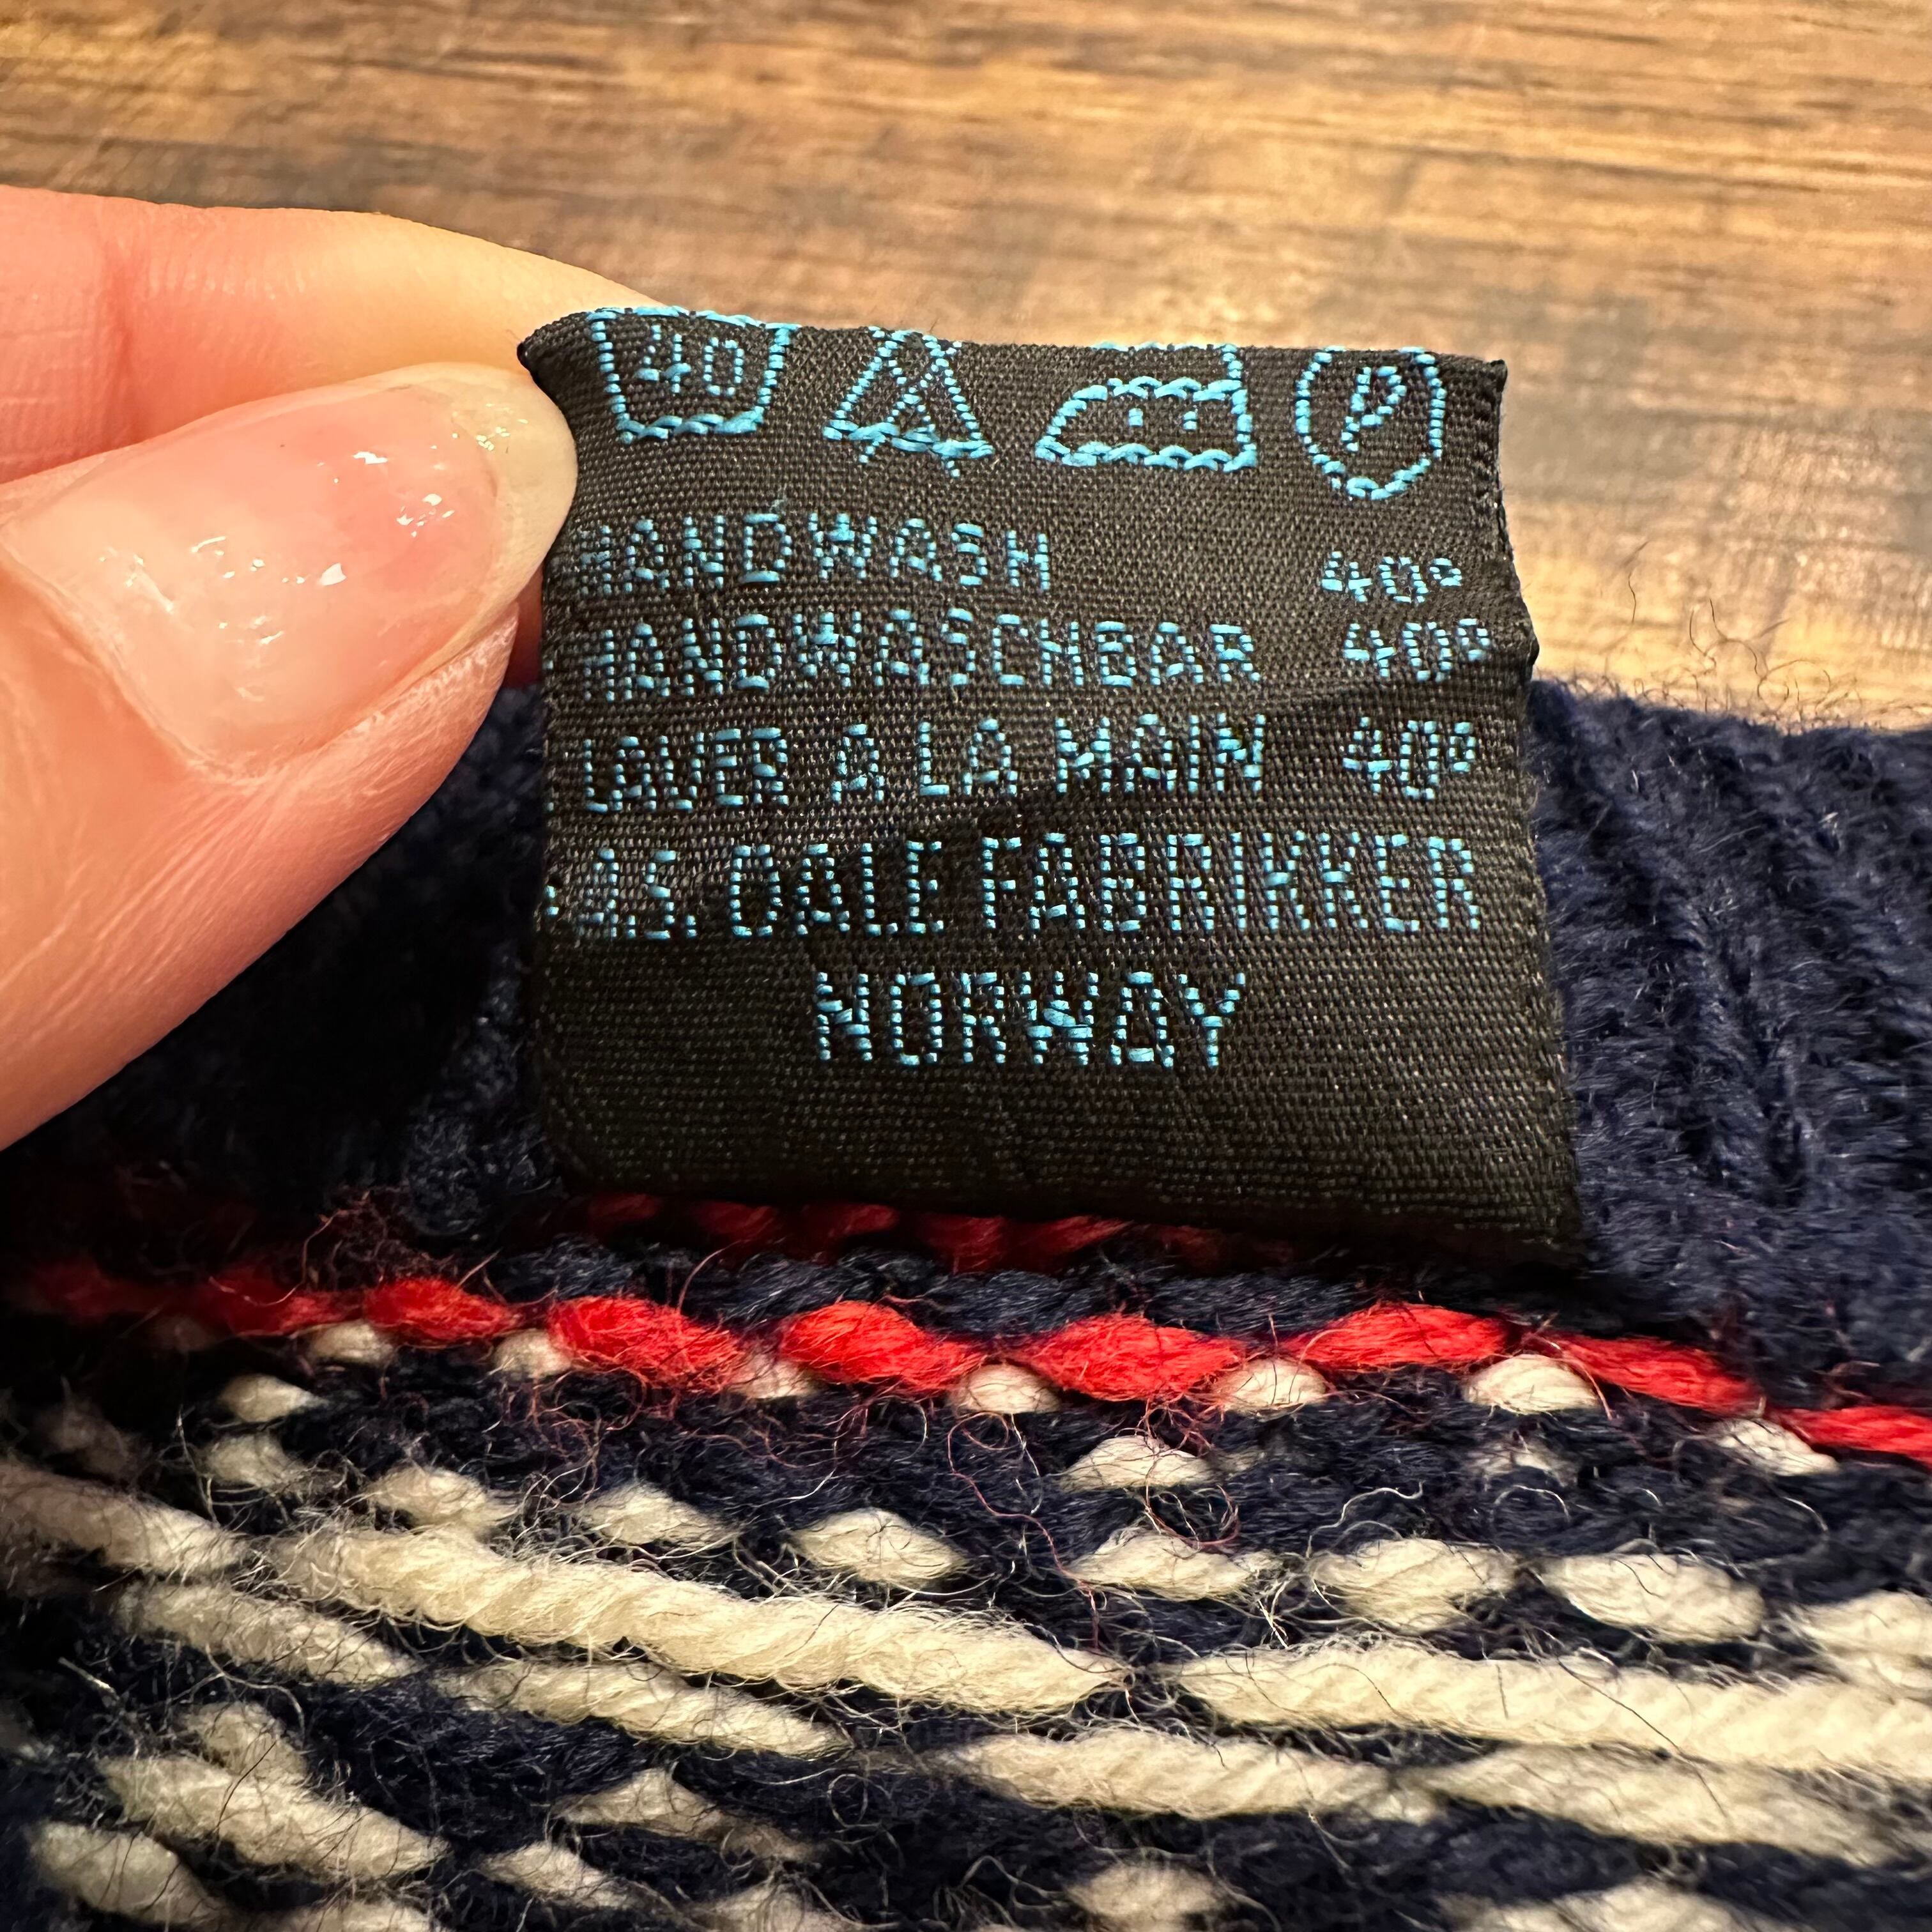 40 P
HANDWASH 40°
HANDWASCHBAR 40°
LAVER A LA MAIN 40°
A.S. DALE FABRIKKER
NORWAY